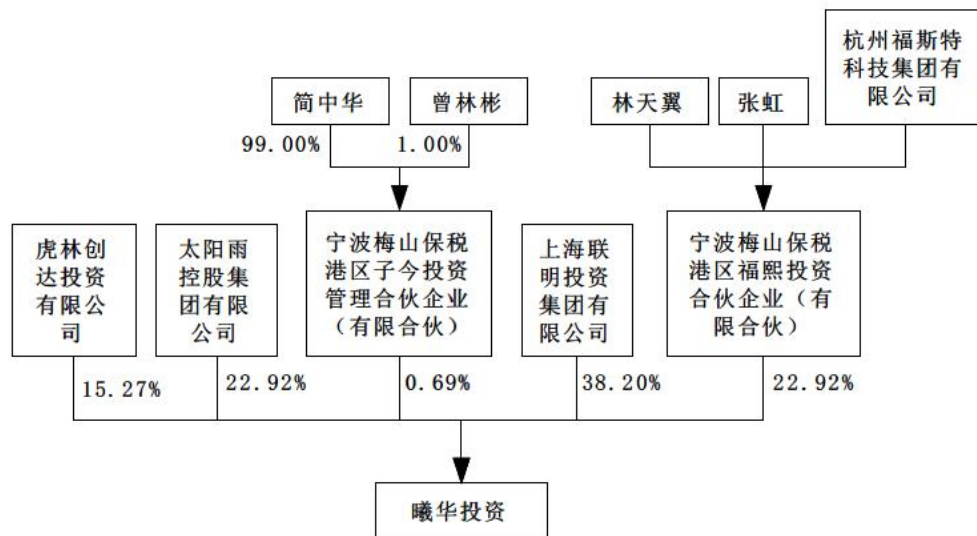 杭州福斯特
科技集团有
限公司
简中华
曾林彬
林天翼
张虹
99.00%
1.00%
虎林创
达投资
有限公
司
太阳雨
控股集
团有限
公司
宁波梅山保税
港区子今投资
管理合伙企业
（有限合伙）
上海联
明投资
集团有
限公司
宁波梅山保税
港区福熙投资
合伙企业（有
限合伙）
15.27%
22.92%
0.69%
38.20%
22.92%
曦华投资